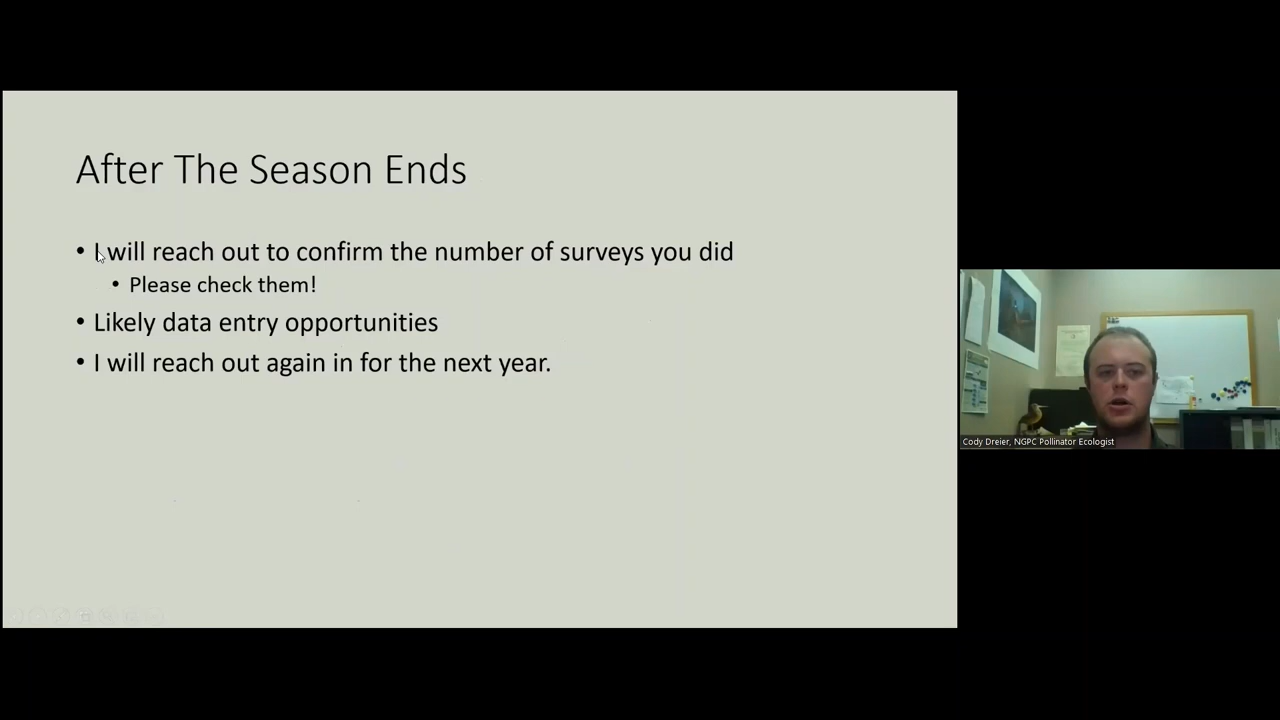 After The Season Ends
• I will reach out to confirm the number of surveys you did
• Please check them!
• Likely data entry opportunities
• I will reach out again in for the next year.
Cody Dreier, NGPC Pollinator Ecologist